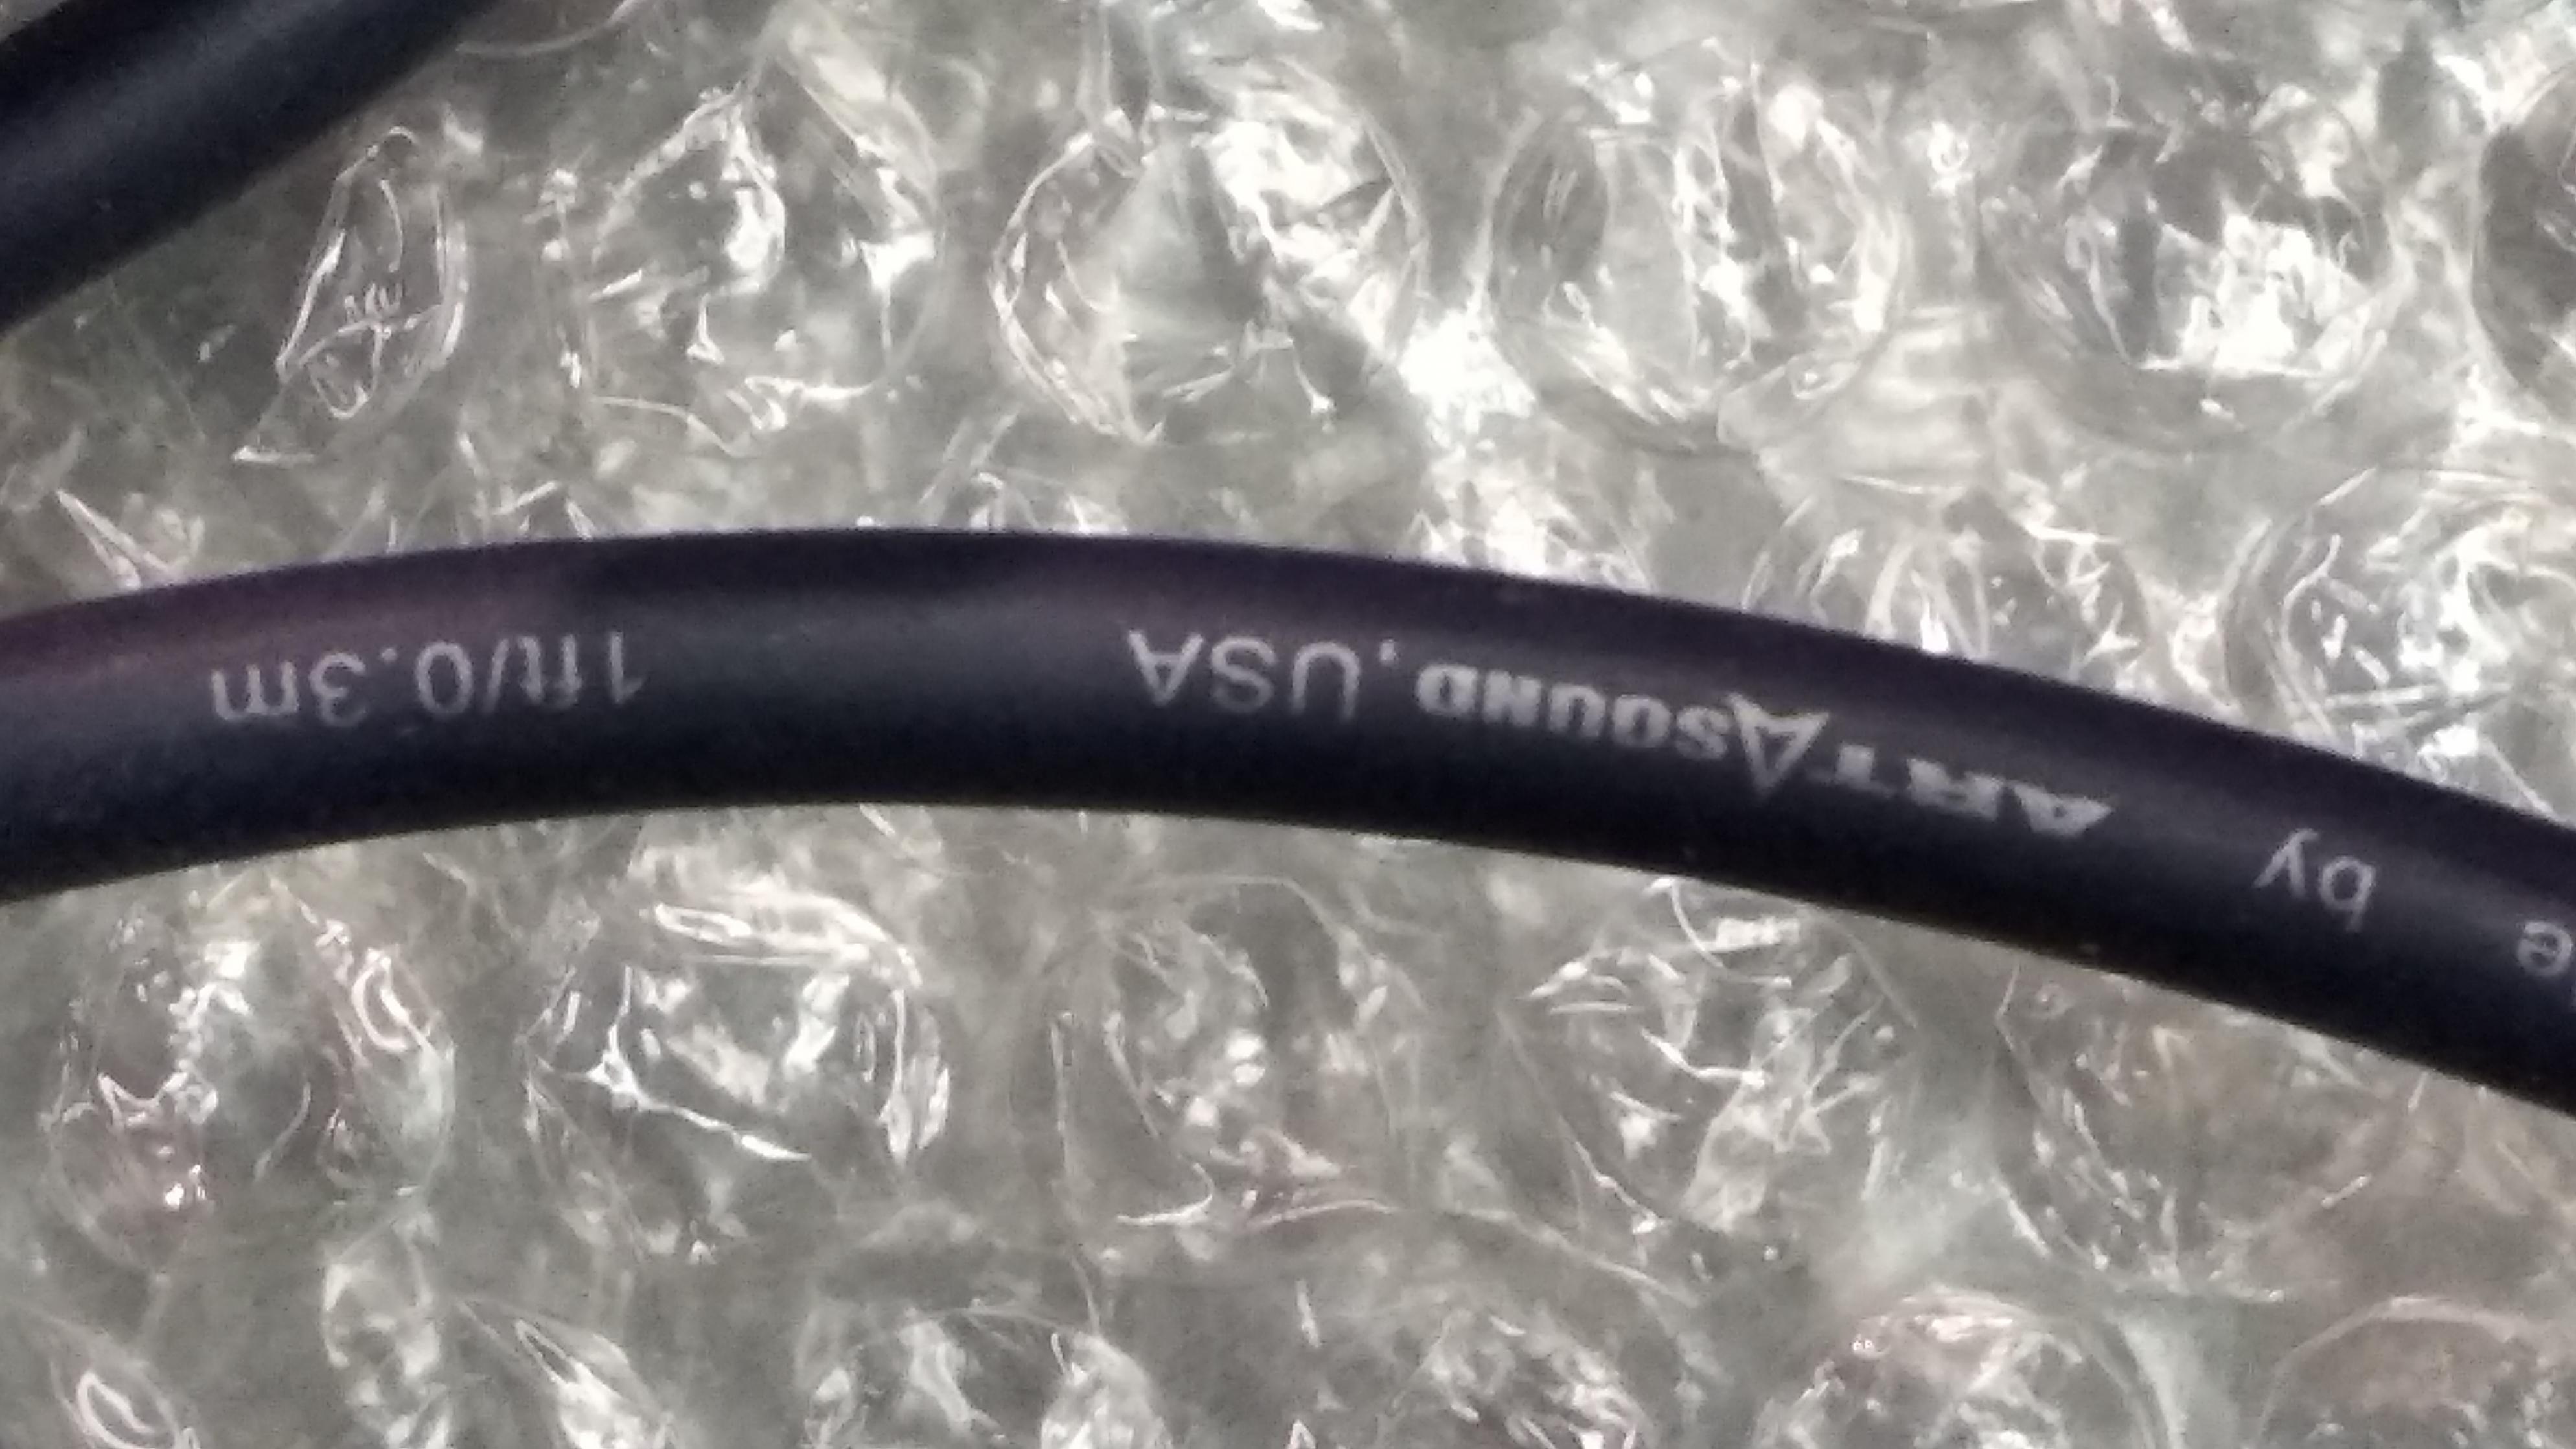 e by ART SOUND, USA 1ft/0.3m